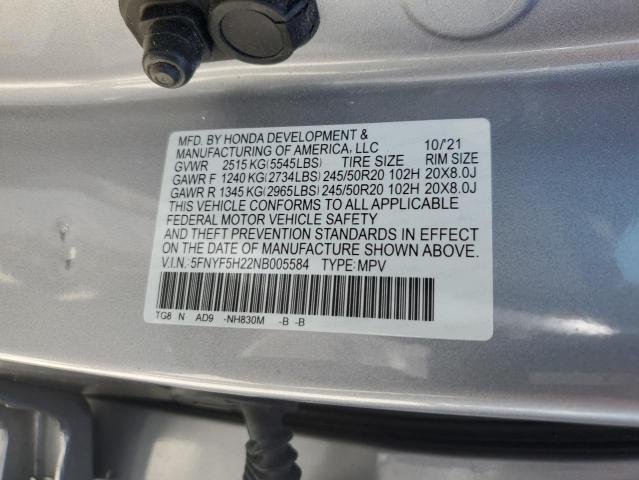 MFD. BY HONDA DEVELOPMENT &
MANUFACTURING OF AMERICA, LLC 10/'21
GVWR 2515 KG(5545LBS) TIRE SIZE RIM SIZE
GAWR F 1240 KG(2734LBS) 245/50R20 102H 20X8.0J
GAWR R 1345 KG(2965LBS) 245/50R20 102H 20X8.0J
THIS VEHICLE CONFORMS TO ALL APPLICABLE
FEDERAL MOTOR VEHICLE SAFETY
AND THEFT PREVENTION STANDARDS IN EFFECT
ON THE DATE OF MANUFACTURE SHOWN ABOVE.
V.I.N.:5FNYF5H22NB005584 TYPE:MPV
TG8 N AD9 -NH830M -B -B